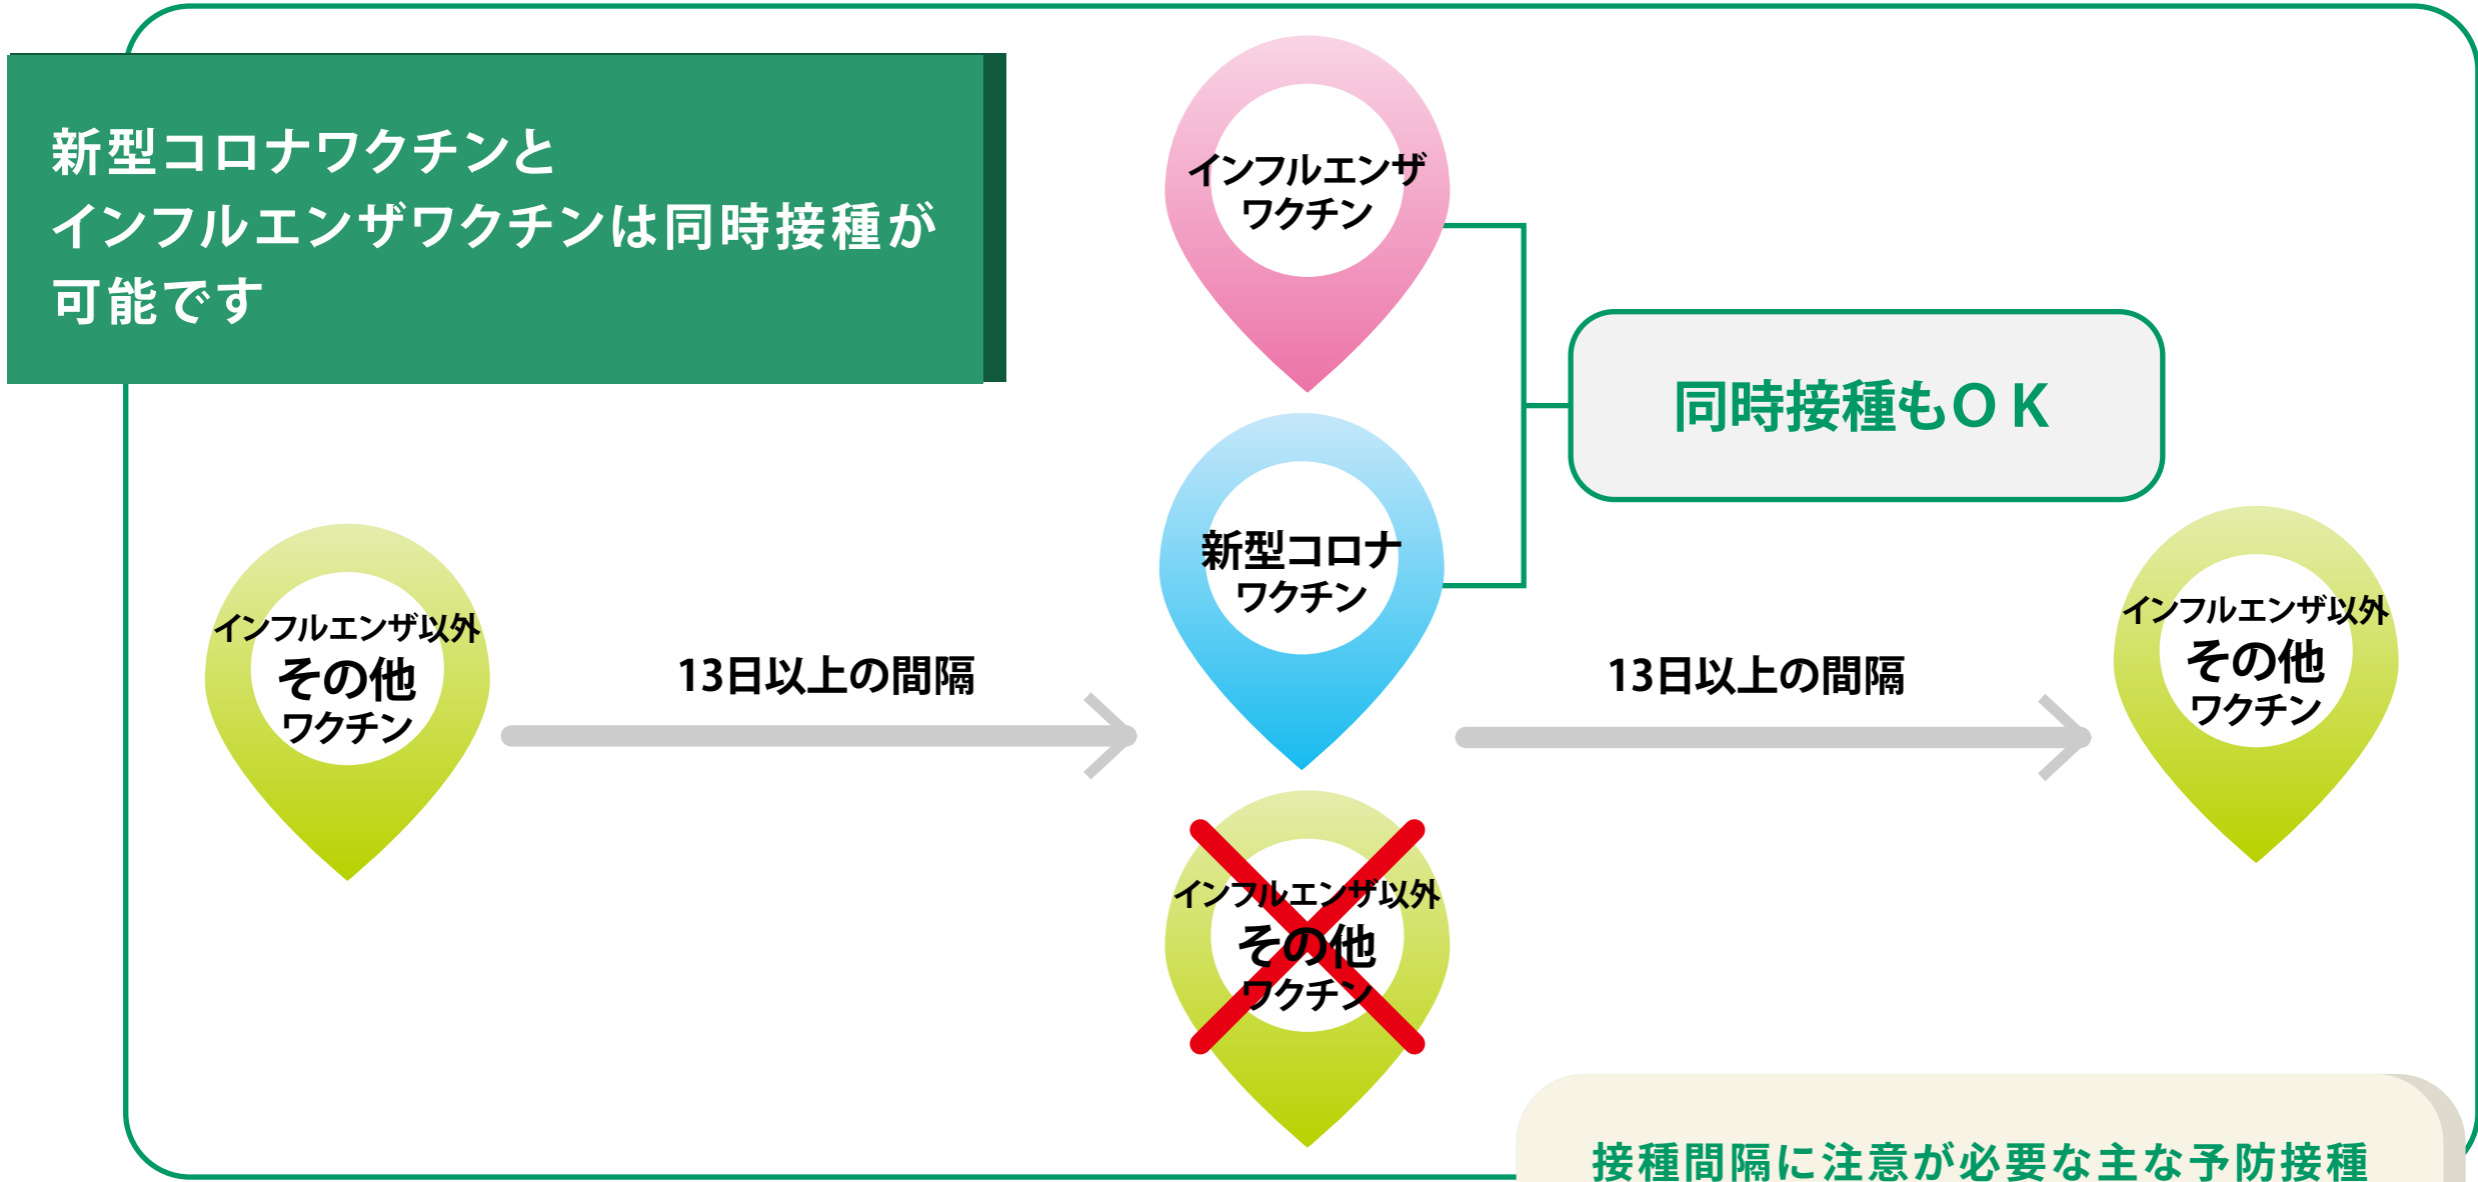 新型コロナワクチンと
インフルエンザワクチンは同時接種が
可能です
インフルエンザ
ワクチン
同時接種もＯＫ
新型コロナ
ワクチン
インフルエンザ以外
その他
ワクチン
13日以上の間隔
13日以上の間隔
インフルエンザ以外
その他
ワクチン
インフルエンザ以外
その他
ワクチン
接種間隔に注意が必要な主な予防接種